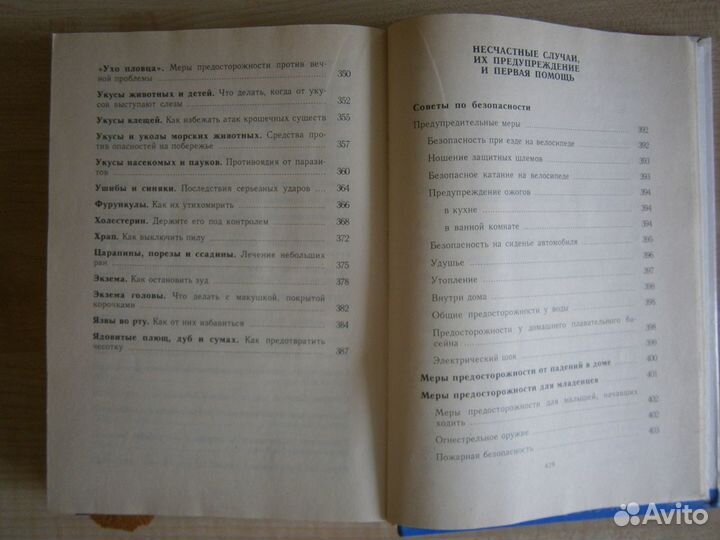 «Ухо пловца». Меры предосторожности против веч-
ной проблемы 350
Укусы животных и детей. Что делать, когда от уку-
сов выступают слезы 352
Укусы клещей. Как избежать атак крошечных существ 355
Укусы и уколы морских животных. Средства про-
тив опасностей на побережье 357
Укусы насекомых и пауков. Противоядия от парази-
тов 360
Ушибы и синяки. Последствия серьезных ударов 364
Фурункулы. Как их утихомирить 366
Холестерин. Держите его под контролем 368
Храп. Как выключить пилу 372
Царапины, порезы и ссадины. Лечение небольших
ран 375
Экзема. Как остановить зуд 378
Экзема головы. Что делать с макушкой, покрытой
корочками 382
Язвы во рту. Как от них избавиться 384
Ядовитые плющ, дуб и сумах. Как предотвратить
чесотку 387
НЕСЧАСТНЫЕ СЛУЧАИ,
ИХ ПРЕДУПРЕЖДЕНИЕ
И ПЕРВАЯ ПОМОЩЬ
Советы по безопасности
Предупредительные меры 392
Безопасность при езде на велосипеде 392
Ношение защитных шлемов 393
Безопасное катание на велосипеде 393
Предупреждение ожогов 394
в кухне 394
в ванной комнате 394
Безопасность на сиденье автомобиля 395
Удушье 396
Утопление 397
Внутри дома 398
Общие предосторожности у воды 398
Предосторожности у домашнего плавательного бас-
сейна 399
Электрический шок 400
Меры предосторожности от падений в доме 401
Меры предосторожности для младенцев
Меры предосторожности для малышей, начавших 402
ходить 402
Огнестрельное оружие 403
Пожарная безопасность
429
Avito